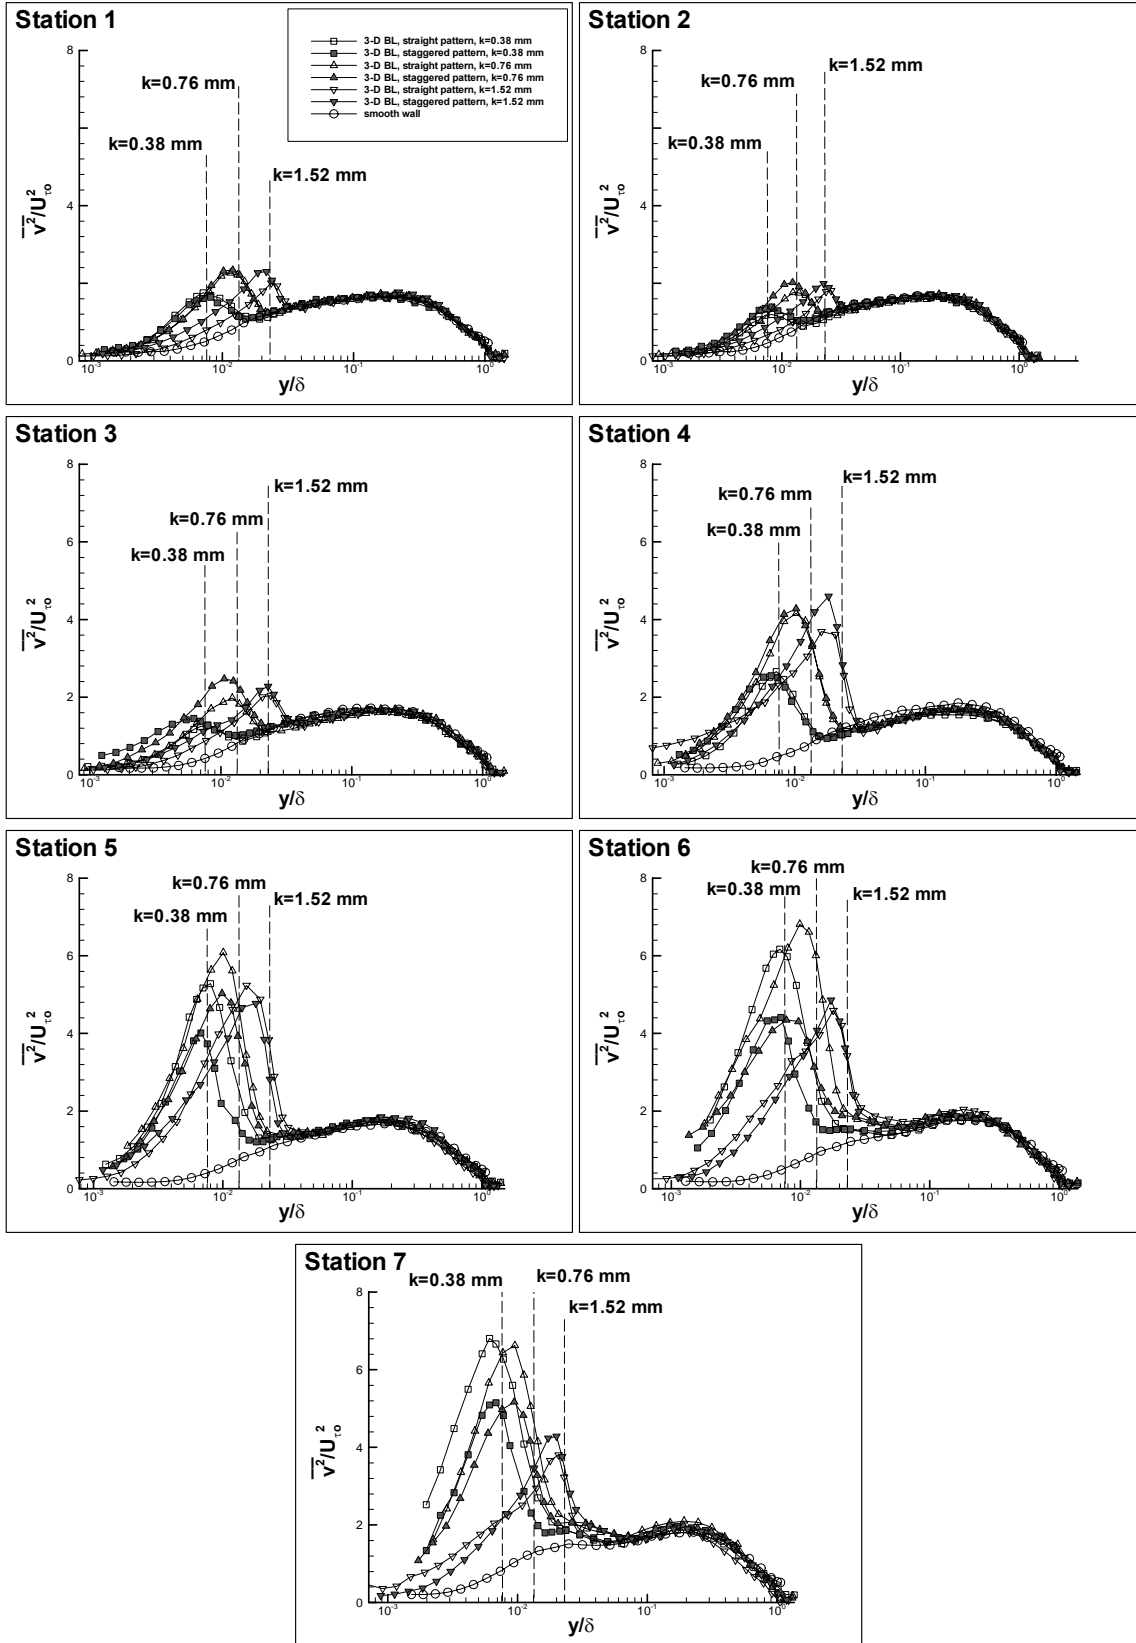 Station 1
3-D BL, straight pattern, k=0.38 mm
3-D BL, staggered pattern, k=0.38 mm
3-D BL, straight pattern, k=0.76 mm
3-D BL, staggered pattern, k=0.76 mm
3-D BL, straight pattern, k=1.52 mm
3-D BL, staggered pattern, k=1.52 mm
smooth wall
8
4
0
k=0.76 mm
k=0.38 mm
k=1.52 mm
v²/U²τo
10⁻³ 10⁻² 10⁻¹ 10⁰
y/δ
Station 2
8
4
0
k=1.52 mm
k=0.76 mm
k=0.38 mm
v²/Uτo²
10⁻³ 10⁻² 10⁻¹ 10⁰
y/δ
Station 3
8
6
4
2
0
k=1.52 mm
k=0.76 mm
k=0.38 mm
v²/Uτo²
10⁻³ 10⁻² 10⁻¹ 10⁰
y/δ
Station 4
8
6
4
2
0
k=1.52 mm
k=0.76 mm
k=0.38 mm
v²/Uτo²
10⁻³ 10⁻² 10⁻¹ 10⁰
y/δ
Station 5
8
6
4
2
0
k=0.76 mm
k=1.52 mm
k=0.38 mm
v²/Uτo²
10⁻³ 10⁻² 10⁻¹ 10⁰
y/δ
Station 6
8
6
4
2
0
k=0.76 mm
k=0.38 mm
k=1.52 mm
v²/Uτo²
10⁻³ 10⁻² 10⁻¹ 10⁰
y/δ
Station 7
8
6
4
2
0
k=0.38 mm
k=0.76 mm
k=1.52 mm
v²/Uτo²
10⁻³ 10⁻² 10⁻¹ 10⁰
y/δ